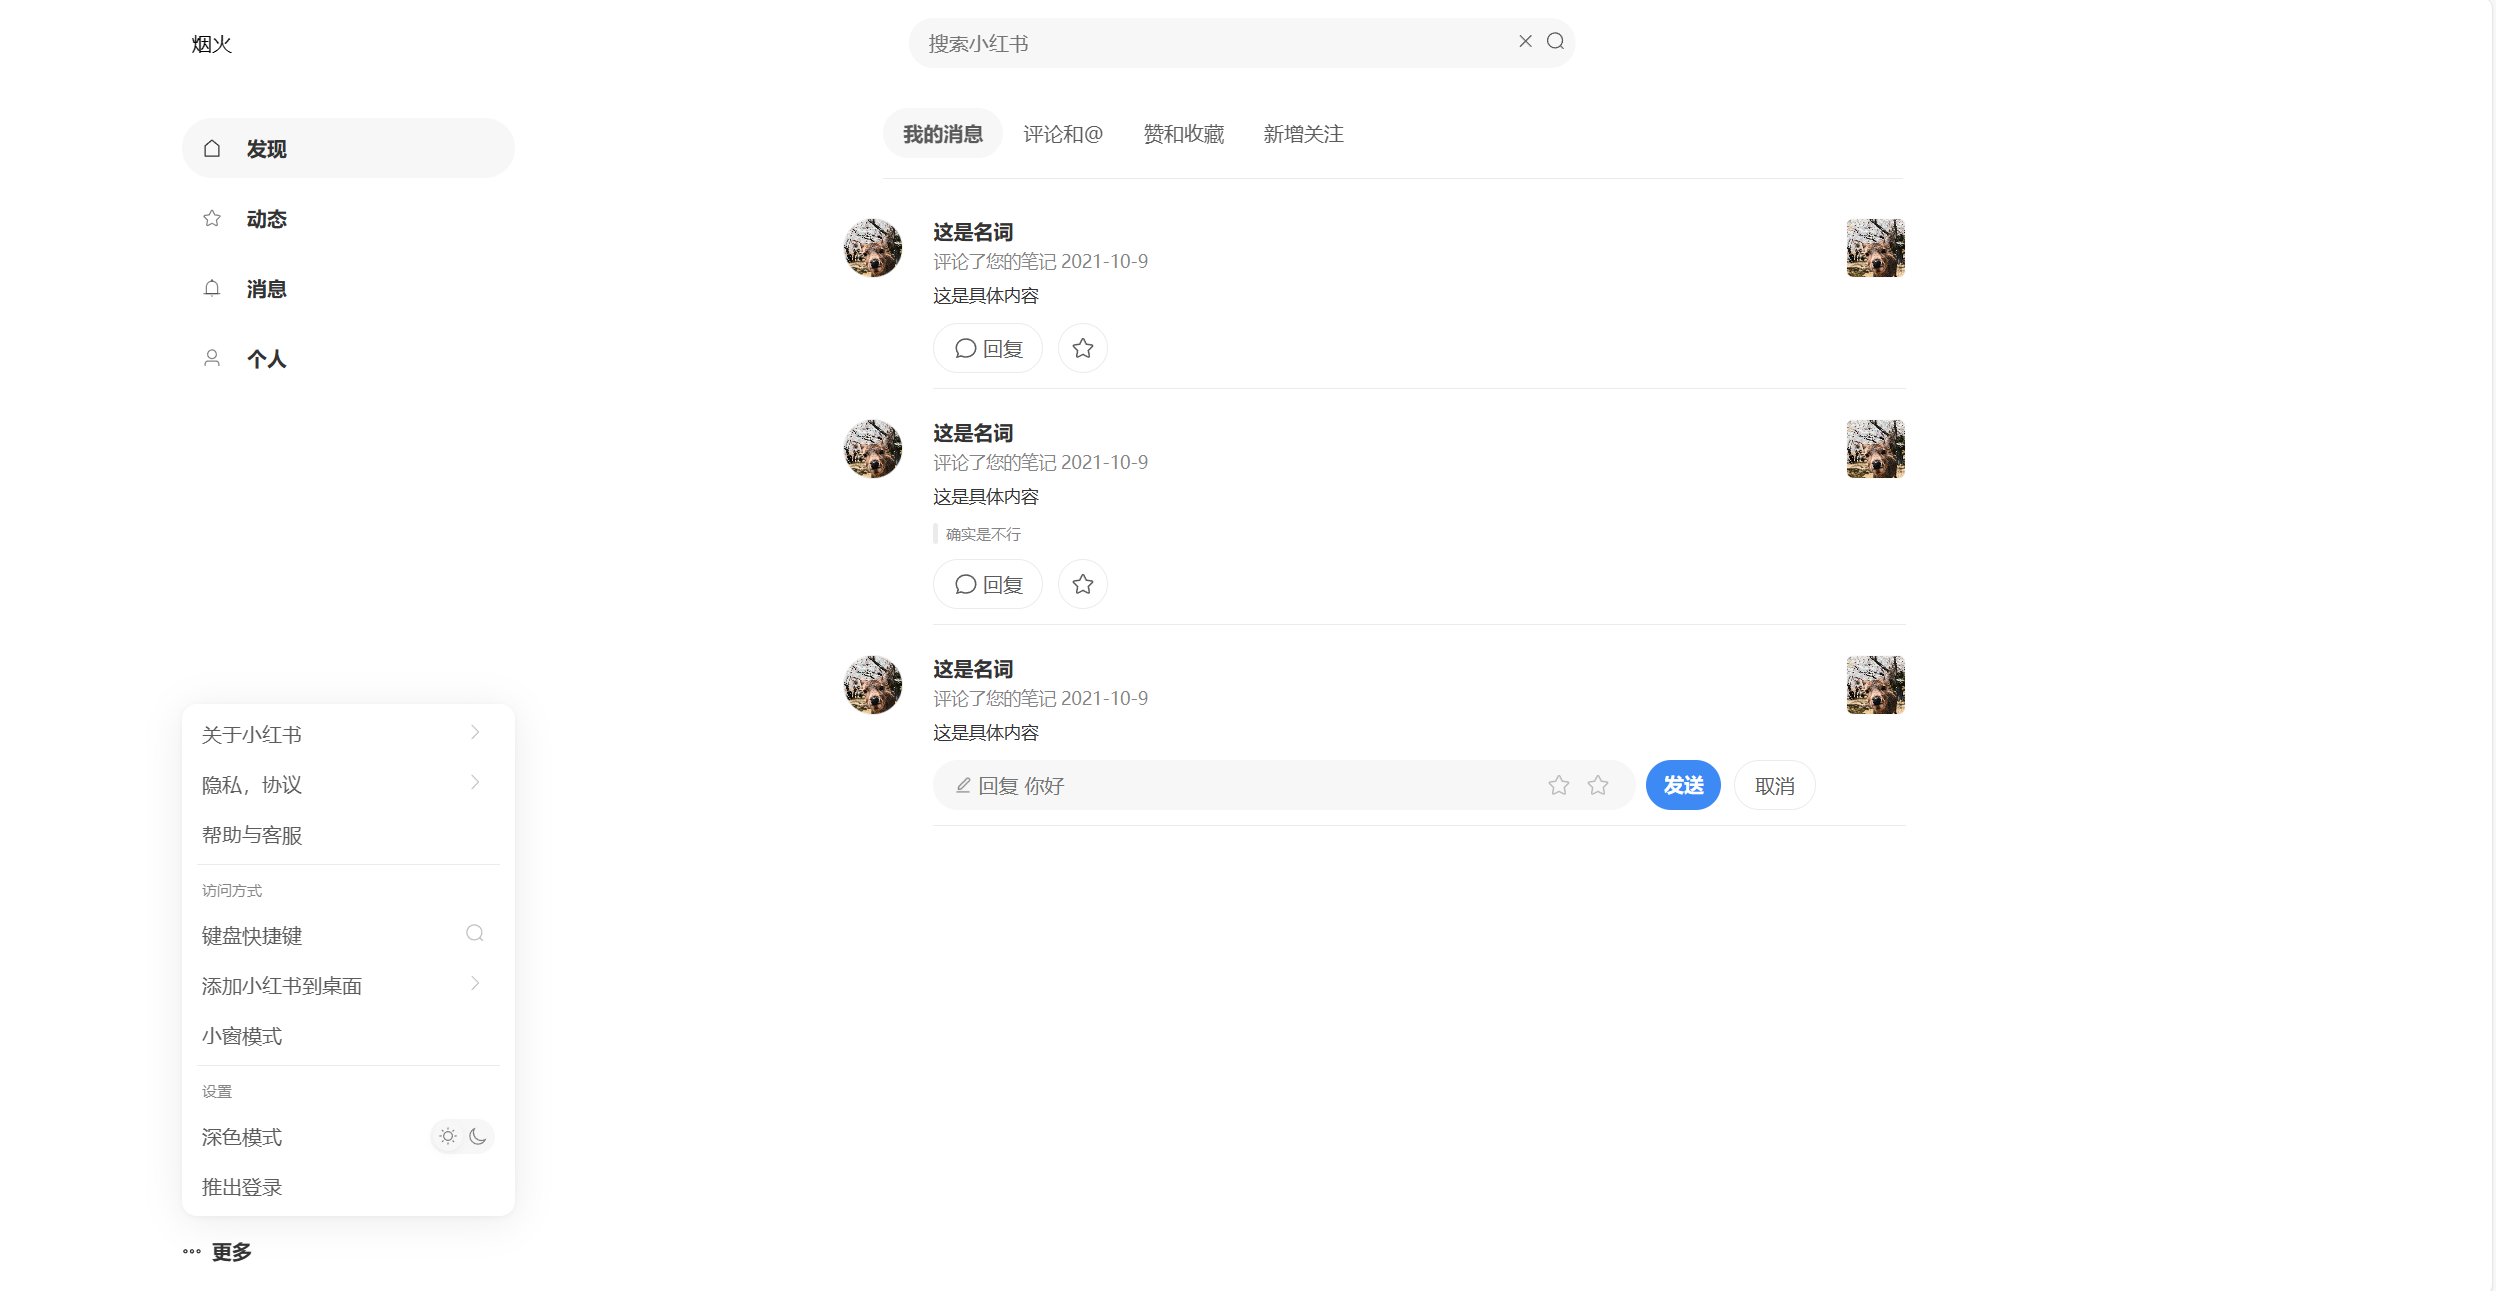 烟火
搜索小红书
发现
动态
消息
个人
我的消息 评论和@ 赞和收藏 新增关注
这是名词
评论了您的笔记 2021-10-9
这是具体内容
回复
这是名词
评论了您的笔记 2021-10-9
这是具体内容
确实是不行
回复
这是名词
评论了您的笔记 2021-10-9
这是具体内容
回复 你好 发送 取消
关于小红书
隐私，协议
帮助与客服
访问方式
键盘快捷键
添加小红书到桌面
小窗模式
设置
深色模式
推出登录
更多